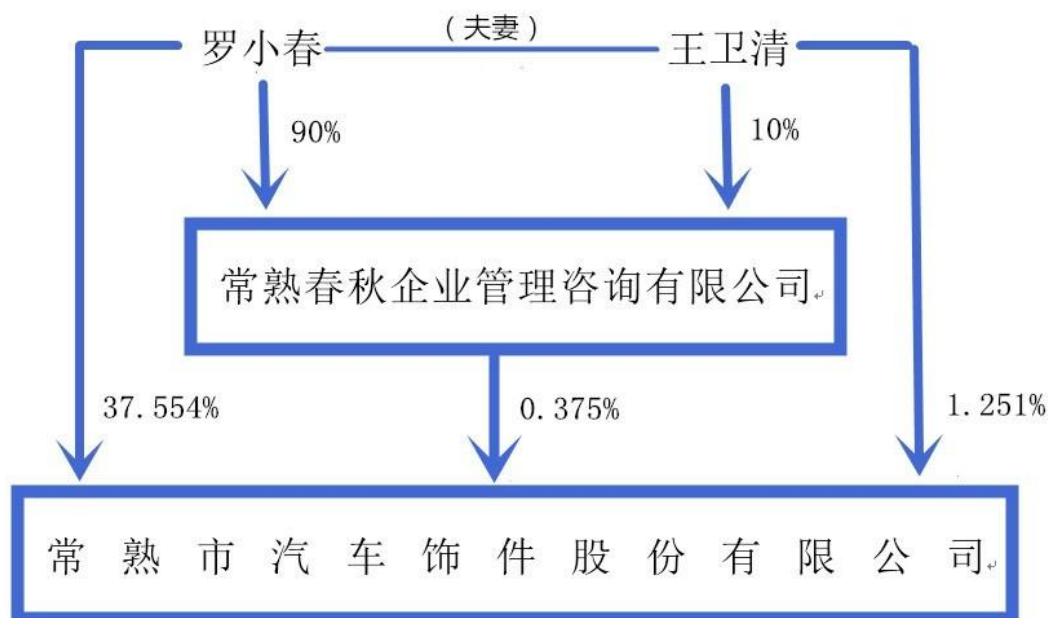 （夫妻）
罗小春
王卫清
90%
10%
常熟春秋企业管理咨询有限公司
37.554%
0.375%
1.251%
常熟市汽车饰件股份有限公司